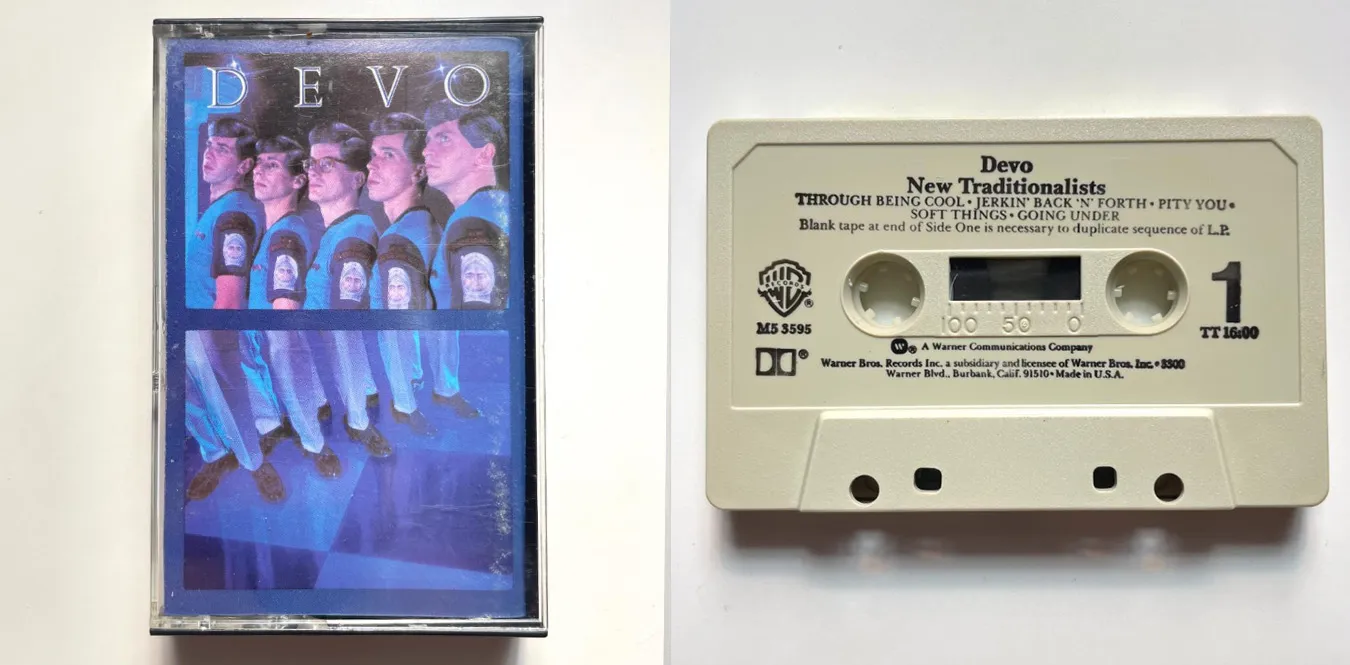 DEVO
Devo
New Traditionalists
THROUGH BEING COOL • JERKIN' BACK 'N' FORTH • PITY YOU •
SOFT THINGS • GOING UNDER
Blank tape at end of Side One is necessary to duplicate sequence of L.P.
W RECORDS ®
M5 3595
1
TT 16:00
100 50 0
W ® A Warner Communications Company
DD ®
Warner Bros. Records Inc. a subsidiary and licensee of Warner Bros. Inc. • 3300
Warner Blvd., Burbank, Calif. 91510 • Made in U.S.A.